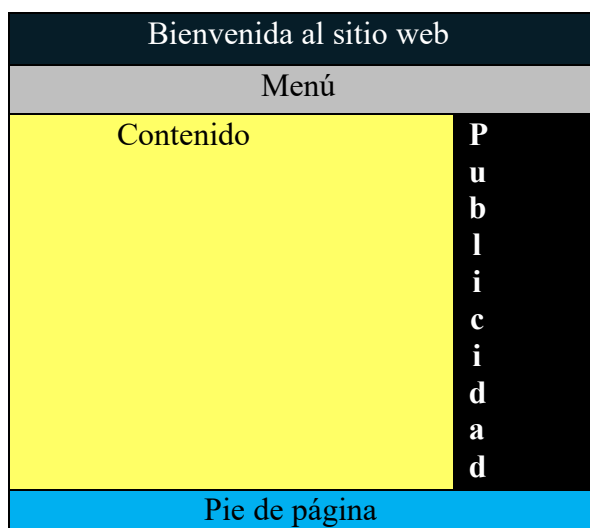 Bienvenida al sitio web
Menú
Contenido
P
u
b
l
i
c
i
d
a
d
Pie de página